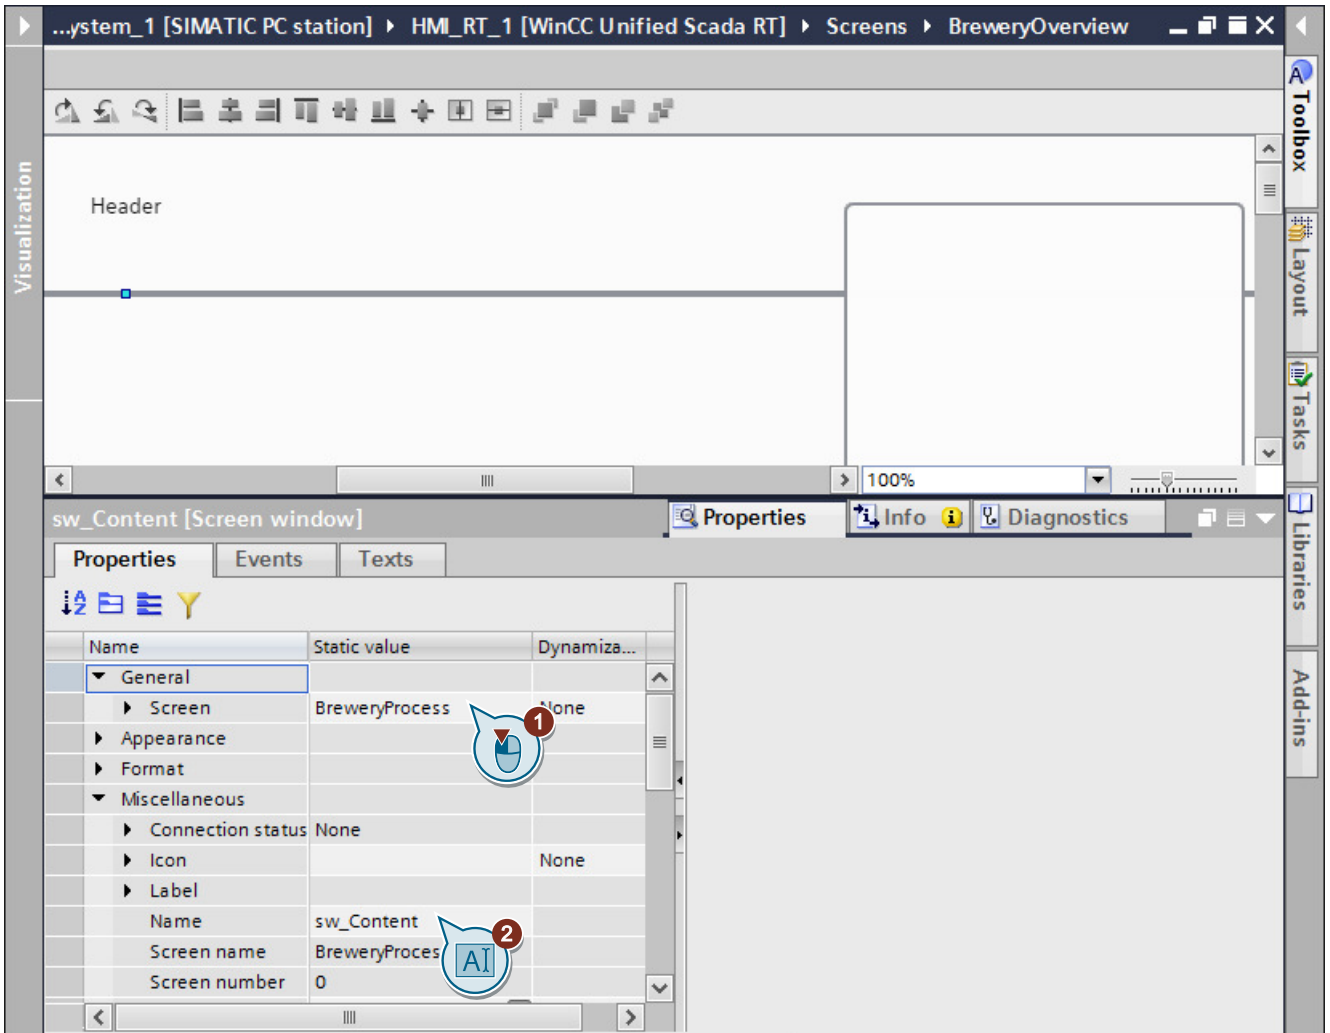 ...ystem_1 [SIMATIC PC station] HMI_RT_1 [WinCC Unified Scada RT] Screens BreweryOverview
Visualization
Header
100%
Toolbox
Layout
Tasks
Libraries
Add-ins
sw_Content [Screen window]
Properties Info Diagnostics
Properties Events Texts
Name Static value Dynamiza...
General
Screen BreweryProcess None
1
Appearance
Format
Miscellaneous
Connection status None
Icon None
Label
Name sw_Content
2
Screen name BreweryProces
AI
Screen number 0